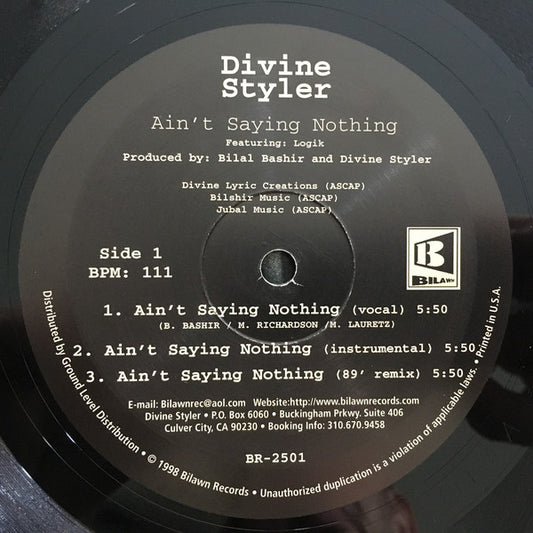 Divine
Styler
Ain't Saying Nothing
Featuring: Logik
Produced by: Bilal Bashir and Divine Styler
Divine Lyric Creations (ASCAP)
Bilshir Music (ASCAP)
Jubal Music (ASCAP)
Side 1
BPM: 111
B
BILAWN
1. Ain't Saying Nothing (vocal) 5:50
(B. BASHIR / M. RICHARDSON /M. LAURETZ)
2. Ain't Saying Nothing (instrumental) 5:50
3. Ain't Saying Nothing (89' remix) 5:50
E-mail: Bilawnrec@aol.com Website:http://www.bilawnrecords.com
Divine Styler • P.O. Box 6060 • Buckingham Prkwy. Suite 406
Culver City, CA 90230 • Booking Info: 310.670.9458
BR-2501
Distributed by Ground Level Distribution • © 1998 Bilawn Records • Unauthorized duplication is a violation of applicable laws. • Printed in U.S.A.